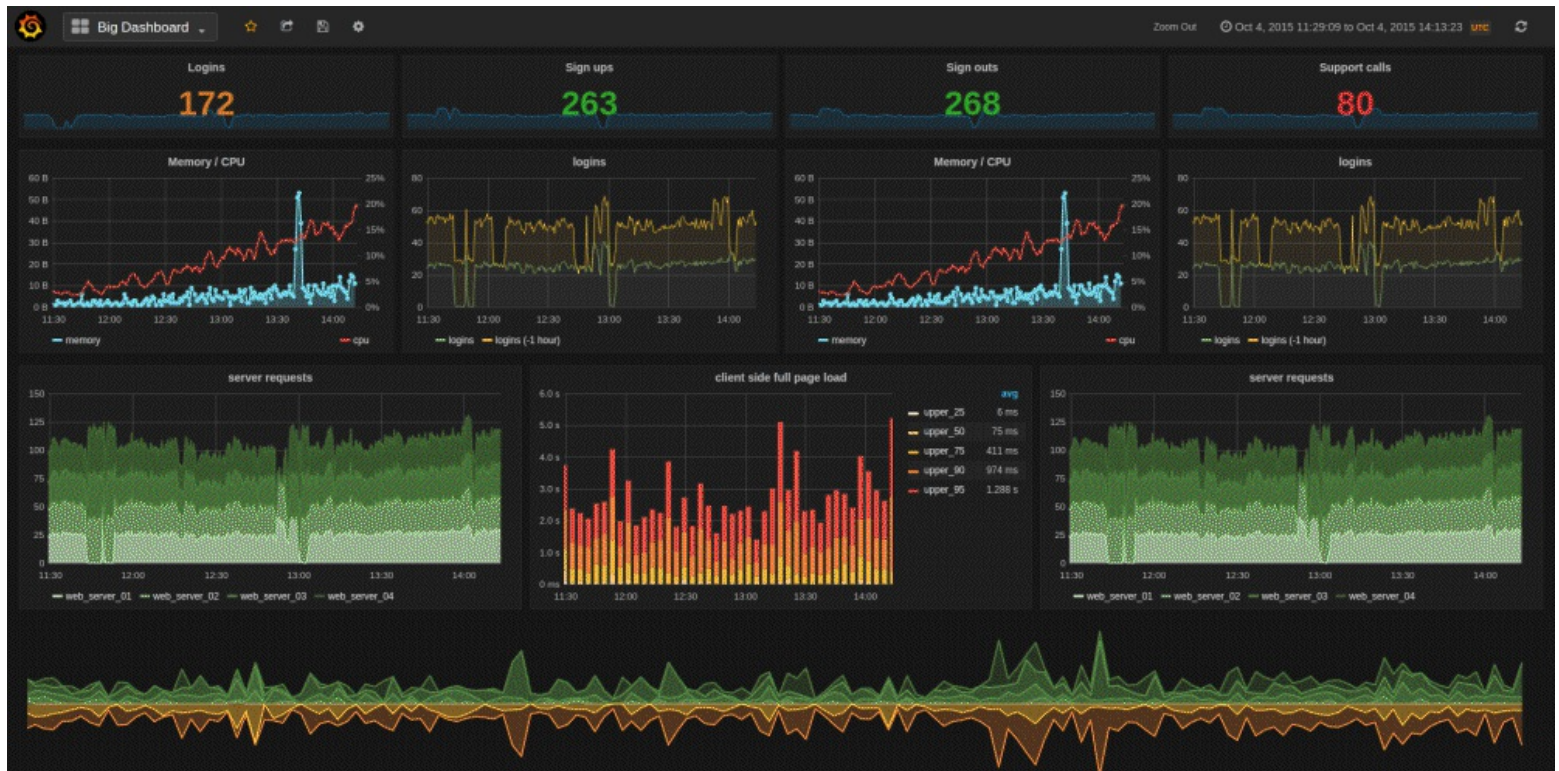 Big Dashboard
Zoom Out
Oct 4, 2015 11:29:09 to Oct 4, 2015 14:13:23 UTC
Logins
172
Sign ups
263
Sign outs
268
Support calls
80
Memory / CPU
60 B
50 B
40 B
30 B
20 B
10 B
0 B
25%
20%
15%
10%
5%
0%
11:30 12:00 12:30 13:00 13:30 14:00
memory
cpu
logins
80
60
40
20
0
11:30 12:00 12:30 13:00 13:30 14:00
logins logins (-1 hour)
Memory / CPU
60 B
50 B
40 B
30 B
20 B
10 B
0 B
25%
20%
15%
10%
5%
0%
11:30 12:00 12:30 13:00 13:30 14:00
memory
cpu
logins
80
60
40
20
0
11:30 12:00 12:30 13:00 13:30 14:00
logins logins (-1 hour)
server requests
150
125
100
75
50
25
0
11:30 12:00 12:30 13:00 13:30 14:00
web_server_01 web_server_02 web_server_03 web_server_04
client side full page load
6.0 s
5.0 s
4.0 s
3.0 s
2.0 s
1.0 s
0 ms
11:30 12:00 12:30 13:00 13:30 14:00
avg
upper_25 6 ms
upper_50 75 ms
upper_75 411 ms
upper_90 974 ms
upper_95 1.288 s
server requests
150
125
100
75
50
25
0
11:30 12:00 12:30 13:00 13:30 14:00
web_server_01 web_server_02 web_server_03 web_server_04